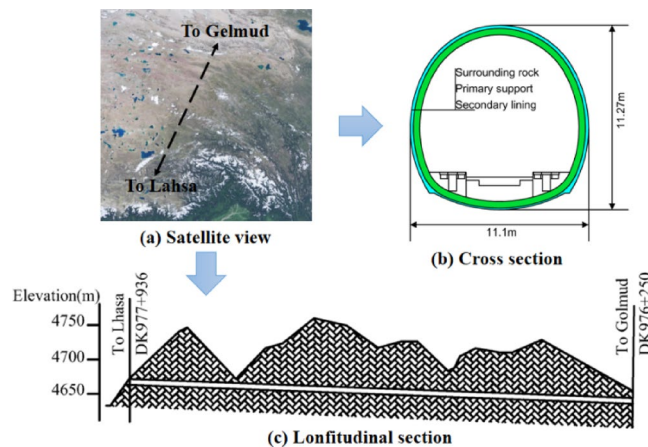 To Gelmud
To Lahsa
(a) Satellite view
Surrounding rock
Primary support
Secondary lining
11.27m
11.1m
(b) Cross section
Elevation(m)
4750
4700
4650
To Lhasa
DK977+936
To Golmud
DK976+250
(c) Lonfitudinal section